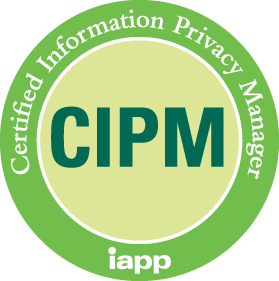 Certified Information Privacy Manager
CIPM
iapp